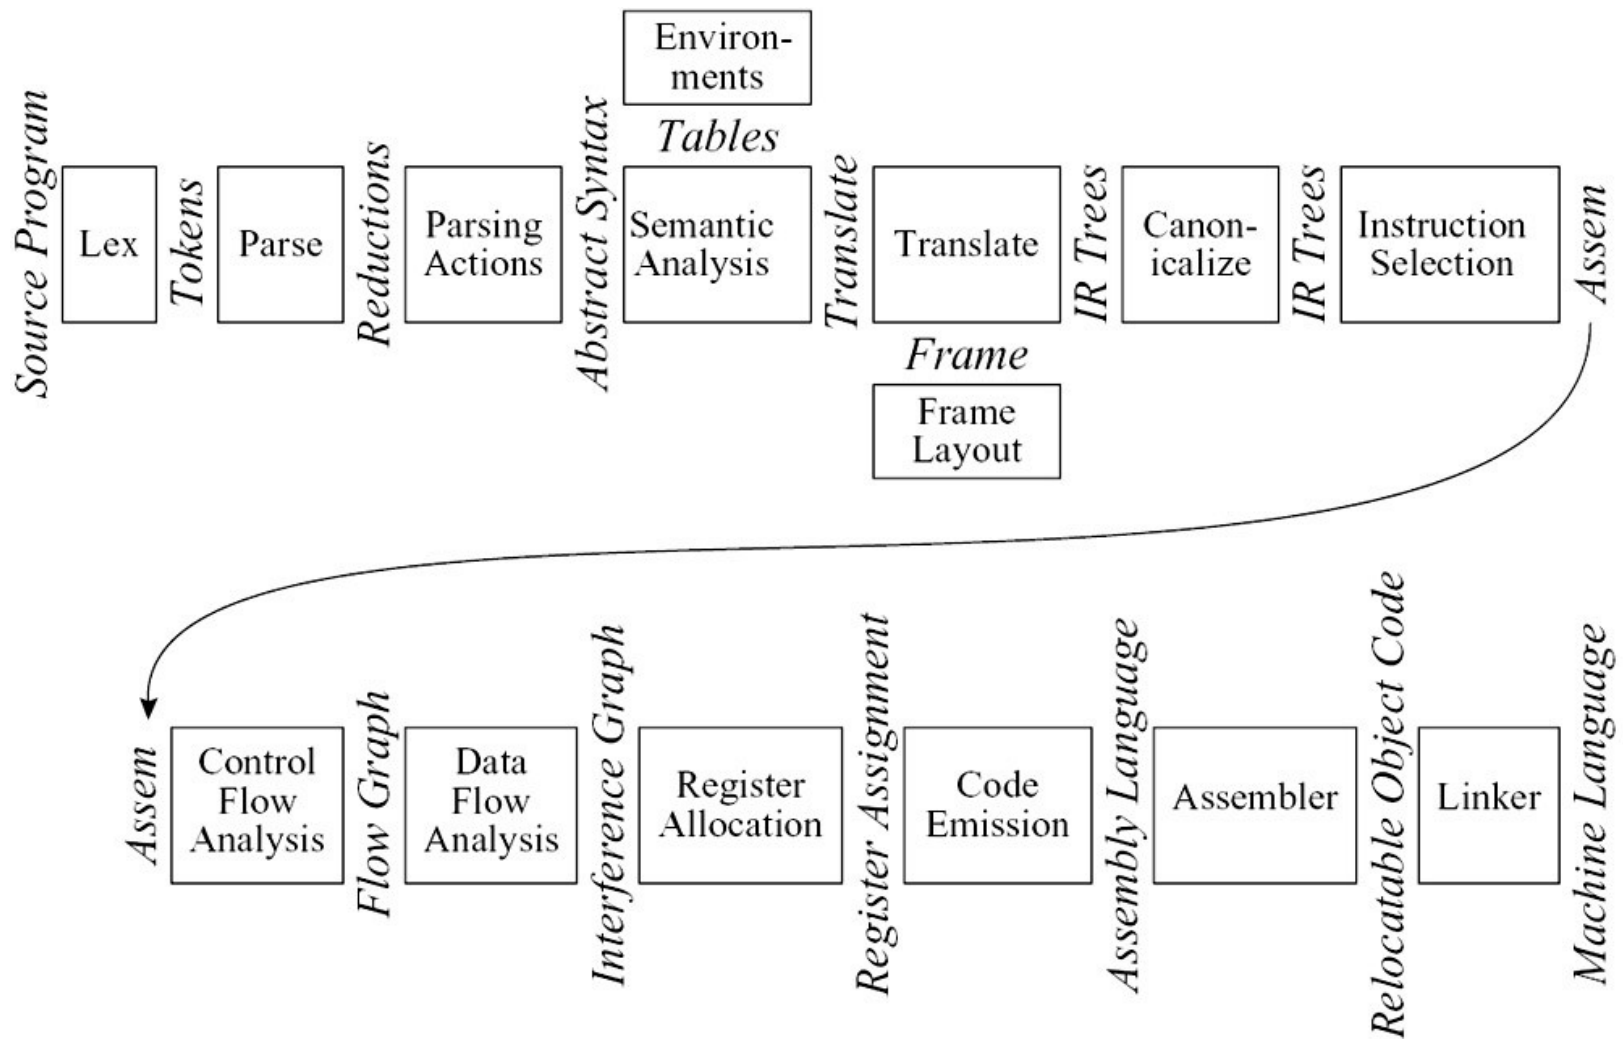 Environ-
ments
Tables
Source Program
Lex
Tokens
Parse
Reductions
Parsing
Actions
Abstract Syntax
Semantic
Analysis
Translate
Translate
IR Trees
Canon-
icalize
IR Trees
Instruction
Selection
Assem
Frame
Frame
Layout
Assem
Control
Flow
Analysis
Flow Graph
Data
Flow
Analysis
Interference Graph
Register
Allocation
Register Assignment
Code
Emission
Assembly Language
Assembler
Relocatable Object Code
Linker
Machine Language